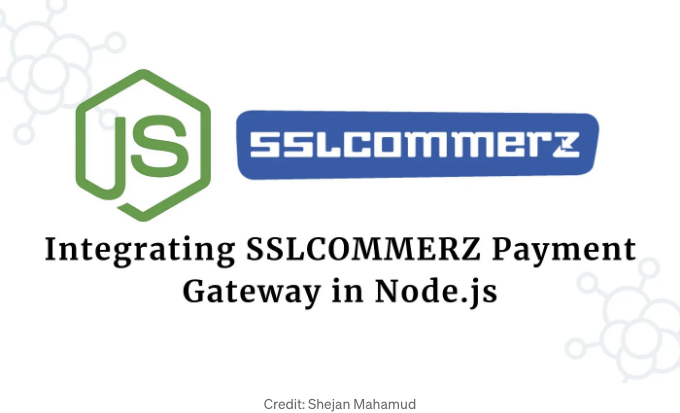 JS
SSLCOMMERZ
Integrating SSLCOMMERZ Payment
Gateway in Node.js
Credit: Shejan Mahamud